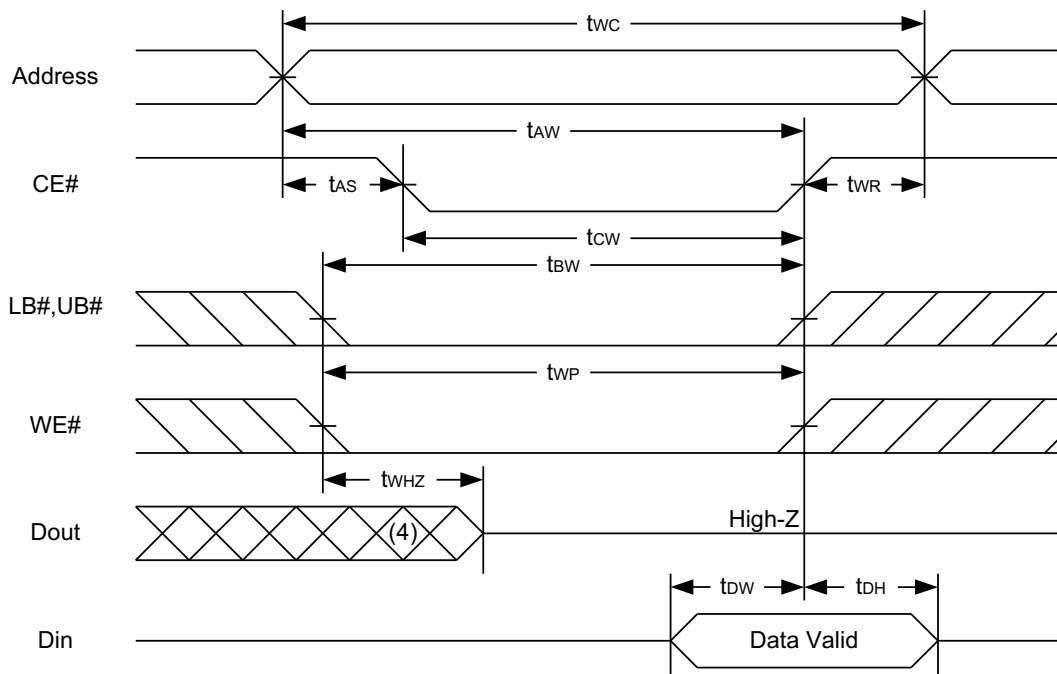 tWC
Address
tAW
CE#
tAS
tWR
tCW
tBW
LB#,UB#
tWP
WE#
tWHZ
Dout
(4)
High-Z
tDW
tDH
Din
Data Valid